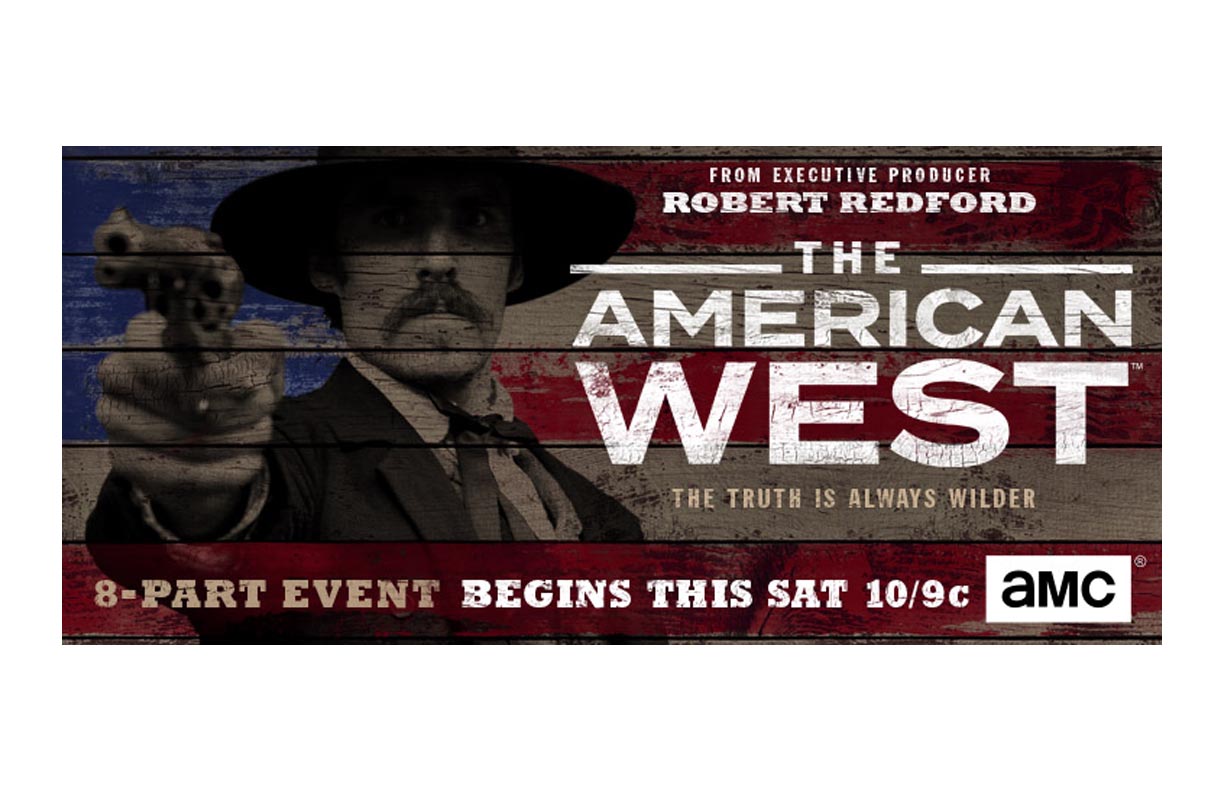 FROM EXECUTIVE PRODUCER
ROBERT REDFORD
THE
AMERICAN
WEST™
THE TRUTH IS ALWAYS WILDER
8-PART EVENT BEGINS THIS SAT 10/9c aMC®